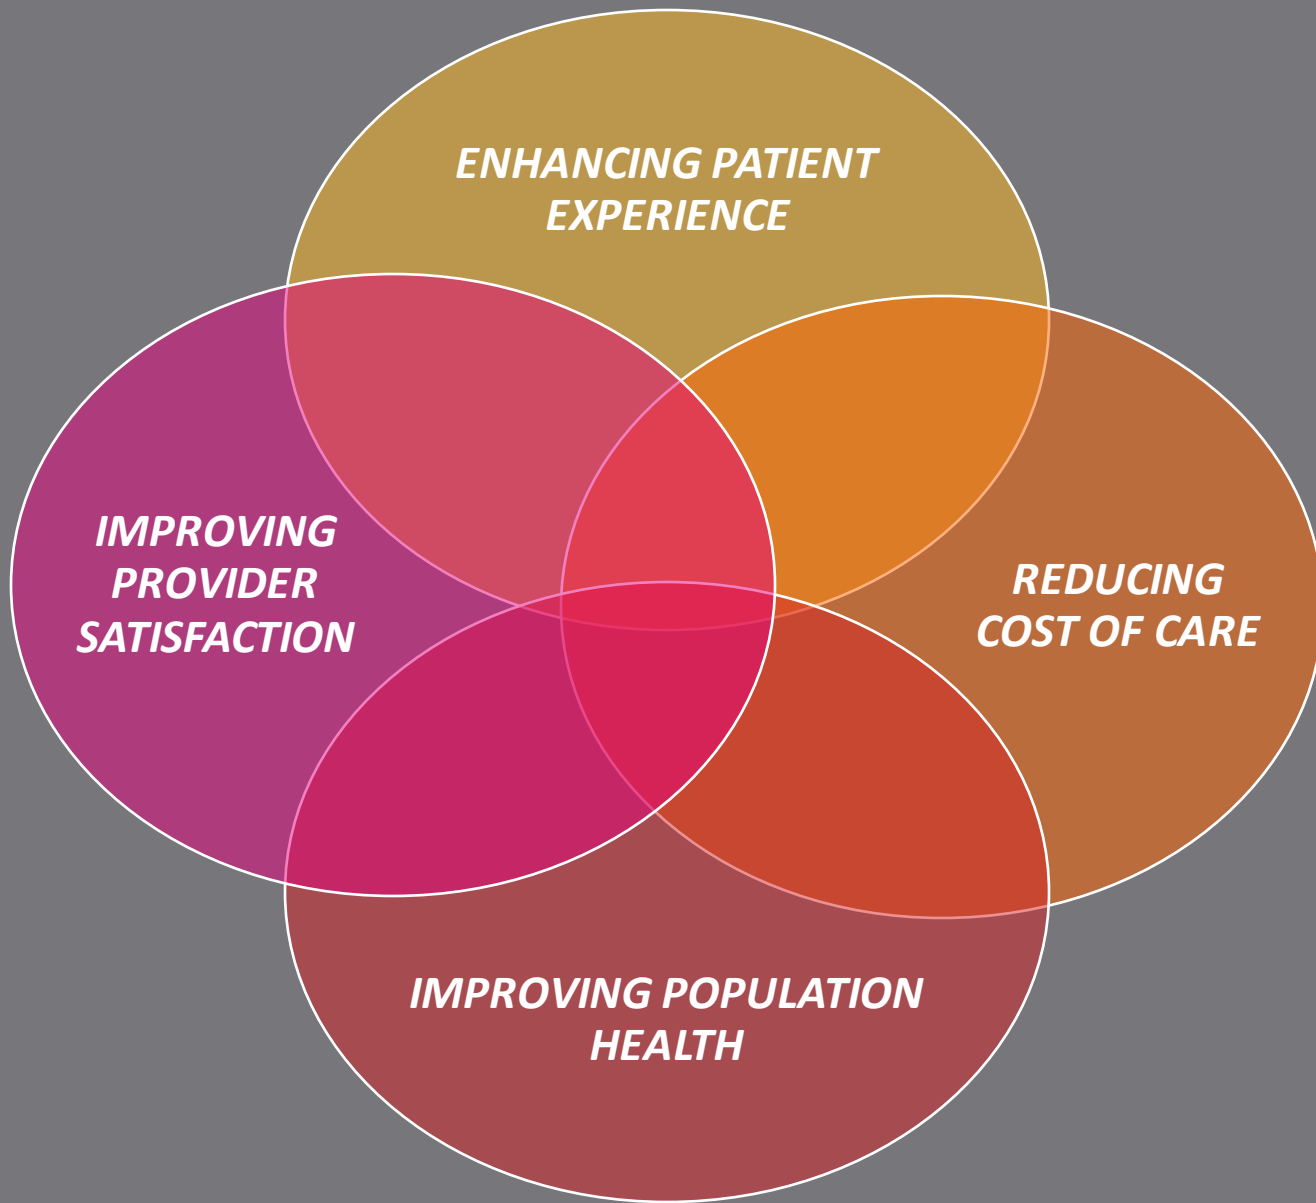 ENHANCING PATIENT
EXPERIENCE
IMPROVING
PROVIDER
SATISFACTION
REDUCING
COST OF CARE
IMPROVING POPULATION
HEALTH